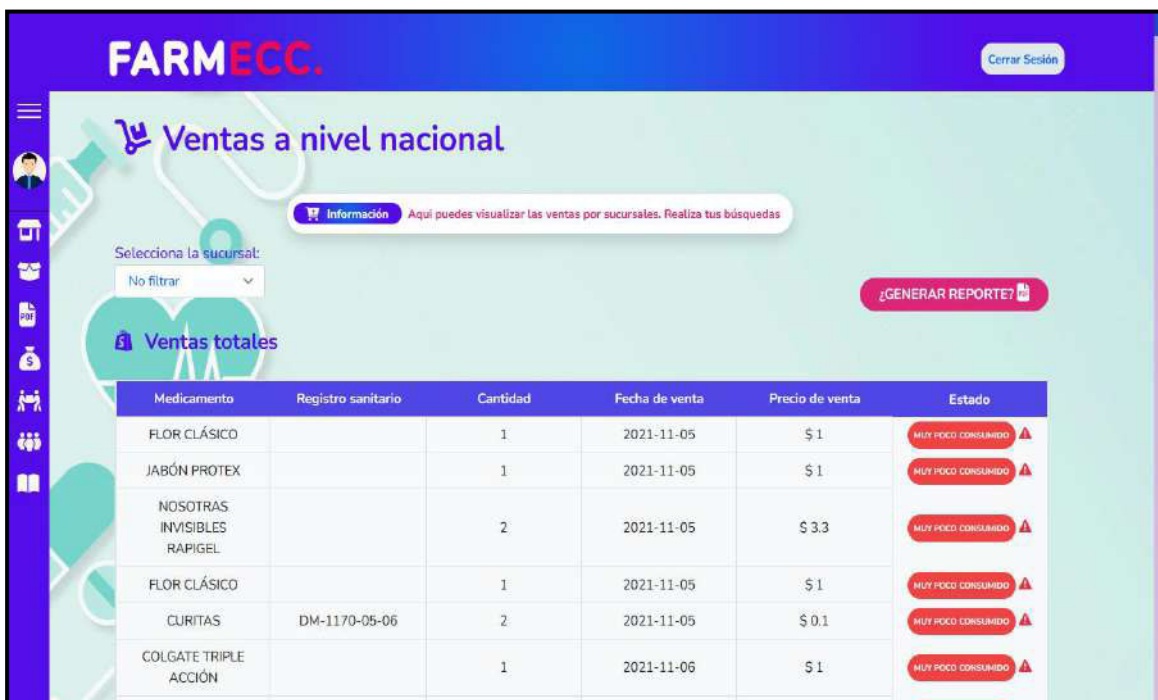 FARMECC.
Cerrar Sesión
Ventas a nivel nacional
Información Aquí puedes visualizar las ventas por sucursales. Realiza tus búsquedas
Selecciona la sucursal:
No filtrar
¿GENERAR REPORTE? PDF
PDF
Ventas totales
Medicamento Registro sanitario Cantidad Fecha de venta Precio de venta Estado
FLOR CLÁSICO 1 2021-11-05 $ 1 MUY POCO CONSUMIDO
JABÓN PROTEX 1 2021-11-05 $ 1 MUY POCO CONSUMIDO
NOSOTRAS
INVISIBLES 2 2021-11-05 $ 3.3 MUY POCO CONSUMIDO
RAPIGEL
FLOR CLÁSICO 1 2021-11-05 $ 1 MUY POCO CONSUMIDO
CURITAS DM-1170-05-06 2 2021-11-05 $ 0.1 MUY POCO CONSUMIDO
COLGATE TRIPLE
ACCIÓN 1 2021-11-06 $ 1 MUY POCO CONSUMIDO